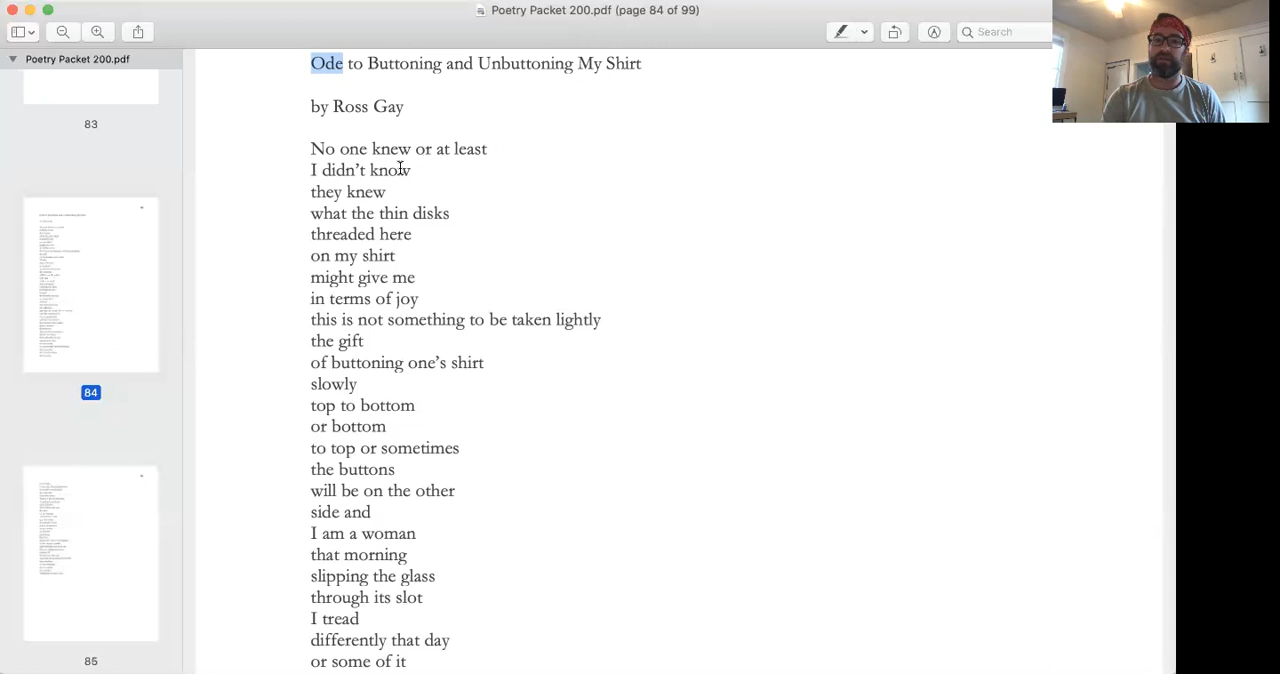 Poetry Packet 200.pdf (page 84 of 99)
Search
Poetry Packet 200.pdf
83
84
85
Ode to Buttoning and Unbuttoning My Shirt
by Ross Gay
No one knew or at least
I didn’t know
they knew
what the thin disks
threaded here
on my shirt
might give me
in terms of joy
this is not something to be taken lightly
the gift
of buttoning one’s shirt
slowly
top to bottom
or bottom
to top or sometimes
the buttons
will be on the other
side and
I am a woman
that morning
slipping the glass
through its slot
I tread
differently that day
or some of it